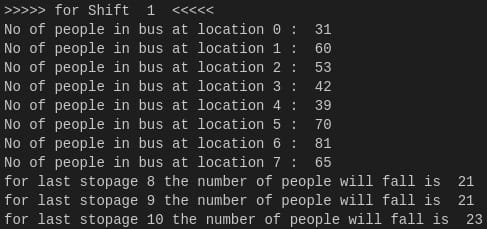 >>>>> for Shift  1  <<<<<
No of people in bus at location 0 :  31
No of people in bus at location 1 :  60
No of people in bus at location 2 :  53
No of people in bus at location 3 :  42
No of people in bus at location 4 :  39
No of people in bus at location 5 :  70
No of people in bus at location 6 :  81
No of people in bus at location 7 :  65
for last stopage 8 the number of people will fall is  21
for last stopage 9 the number of people will fall is  21
for last stopage 10 the number of people will fall is  23